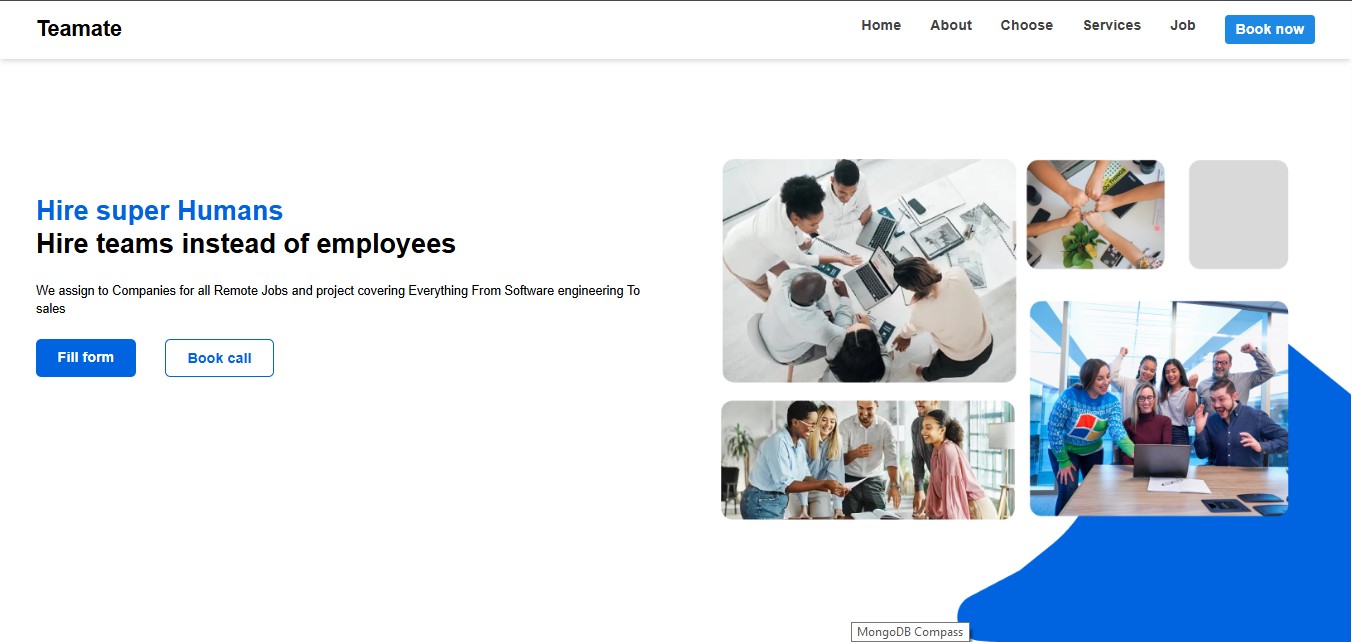 Teamate
Home
About
Choose
Services
Job
Book now
Hire super Humans
Hire teams instead of employees
We assign to Companies for all Remote Jobs and project covering Everything From Software engineering To
sales
Fill form
Book call
MongoDB Compass